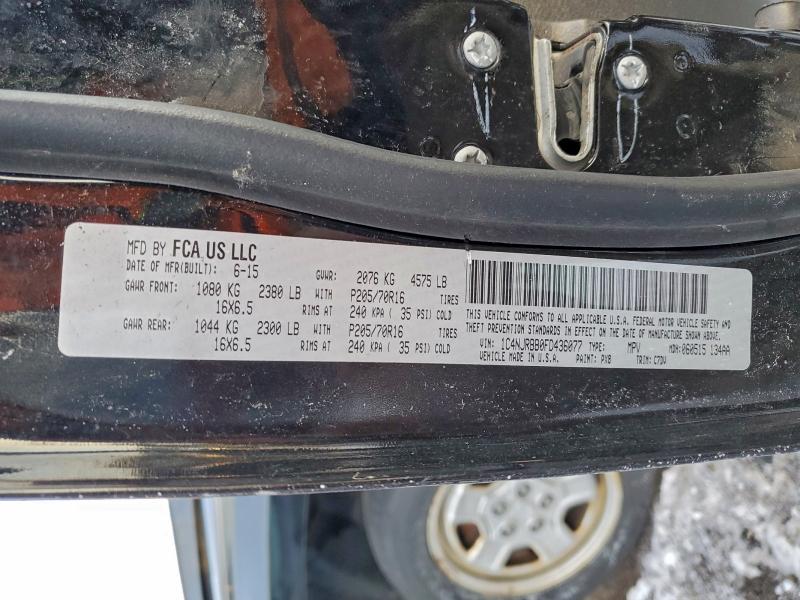 MFD BY FCA US LLC
DATE OF MFR(BUILT): 6-15 GVWR: 2076 KG 4575 LB
GAWR FRONT: 1080 KG 2380 LB WITH P205/70R16 TIRES
16X6.5 RIMS AT 240 KPA ( 35 PSI) COLD
GAWR REAR: 1044 KG 2300 LB WITH P205/70R16 TIRES
16X6.5 RIMS AT 240 KPA ( 35 PSI) COLD
THIS VEHICLE CONFORMS TO ALL APPLICABLE U.S.A. FEDERAL MOTOR VEHICLE SAFETY AND
THEFT PREVENTION STANDARDS IN EFFECT ON THE DATE OF MANUFACTURE SHOWN ABOVE.
VIN: 1C4NJRBB0FD436077 TYPE: MPV MDH: 060515 134AA
VEHICLE MADE IN U.S.A. PAINT: PX8 TRIM: C7DV